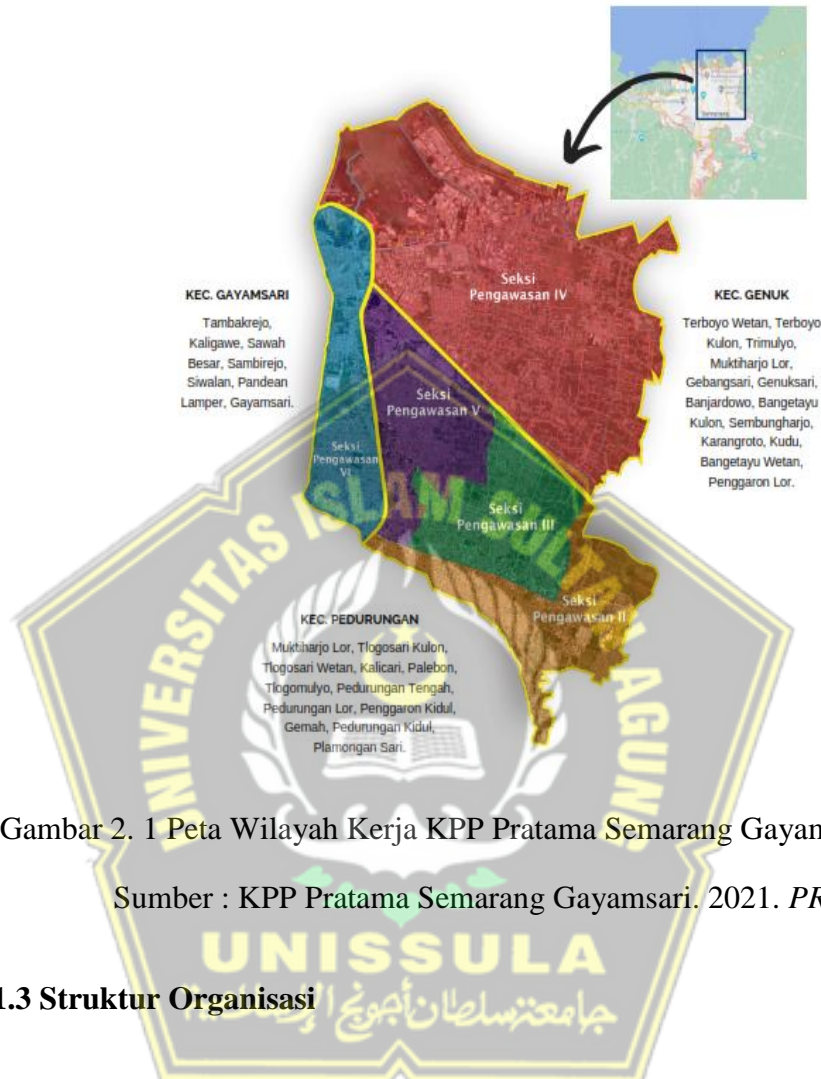 Semarang
KEC. GAYAMSARI
Tambakrejo,
Kaligawe, Sawah
Besar, Sambirejo,
Siwalan, Pandean
Lamper, Gayamsari.
Seksi
Pengawasan IV
KEC. GENUK
Terboyo Wetan, Terboyo
Kulon, Trimulyo,
Muktiharjo Lor,
Gebangsari, Genuksari,
Banjardowo, Bangetayu
Kulon, Sembungharjo,
Karangroto, Kudu,
Bangetayu Wetan,
Penggaron Lor.
Seksi
Pengawasan V
Seksi
Pengawasan
VI
Seksi
Pengawasan III
Seksi
Pengawasan II
KEC. PEDURUNGAN
Muktiharjo Lor, Tlogosari Kulon,
Tlogosari Wetan, Kalicari, Palebon,
Tlogomulyo, Pedurungan Tengah,
Pedurungan Lor, Penggaron Kidul,
Gemah, Pedurungan Kidul,
Plamongan Sari.
UNIVERSITAS ISLAM SULTAN AGUNG
Gambar 2. 1 Peta Wilayah Kerja KPP Pratama Semarang Gayam
Sumber : KPP Pratama Semarang Gayamsari. 2021. PR
UNISSULA
1.3 Struktur Organisasi
جامعتنسلطان أجونج الإسلامية